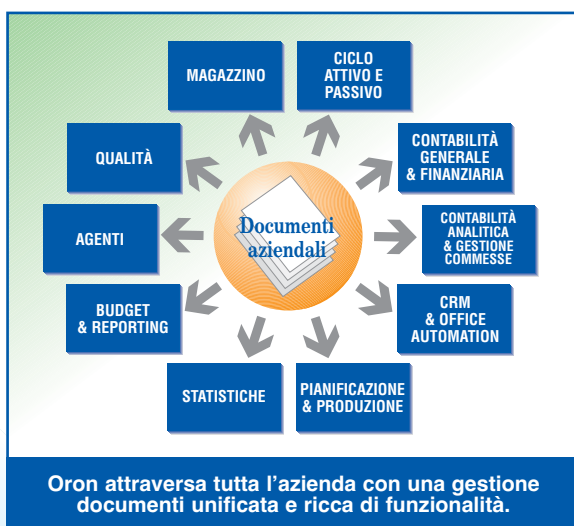 MAGAZZINO
CICLO
ATTIVO E
PASSIVO
QUALITÀ
CONTABILITÀ
GENERALE
& FINANZIARIA
AGENTI
Documenti
aziendali
CONTABILITÀ
ANALITICA
& GESTIONE
COMMESSE
BUDGET
& REPORTING
CRM
& OFFICE
AUTOMATION
STATISTICHE
PIANIFICAZIONE
& PRODUZIONE
Oron attraversa tutta l'azienda con una gestione
documenti unificata e ricca di funzionalità.